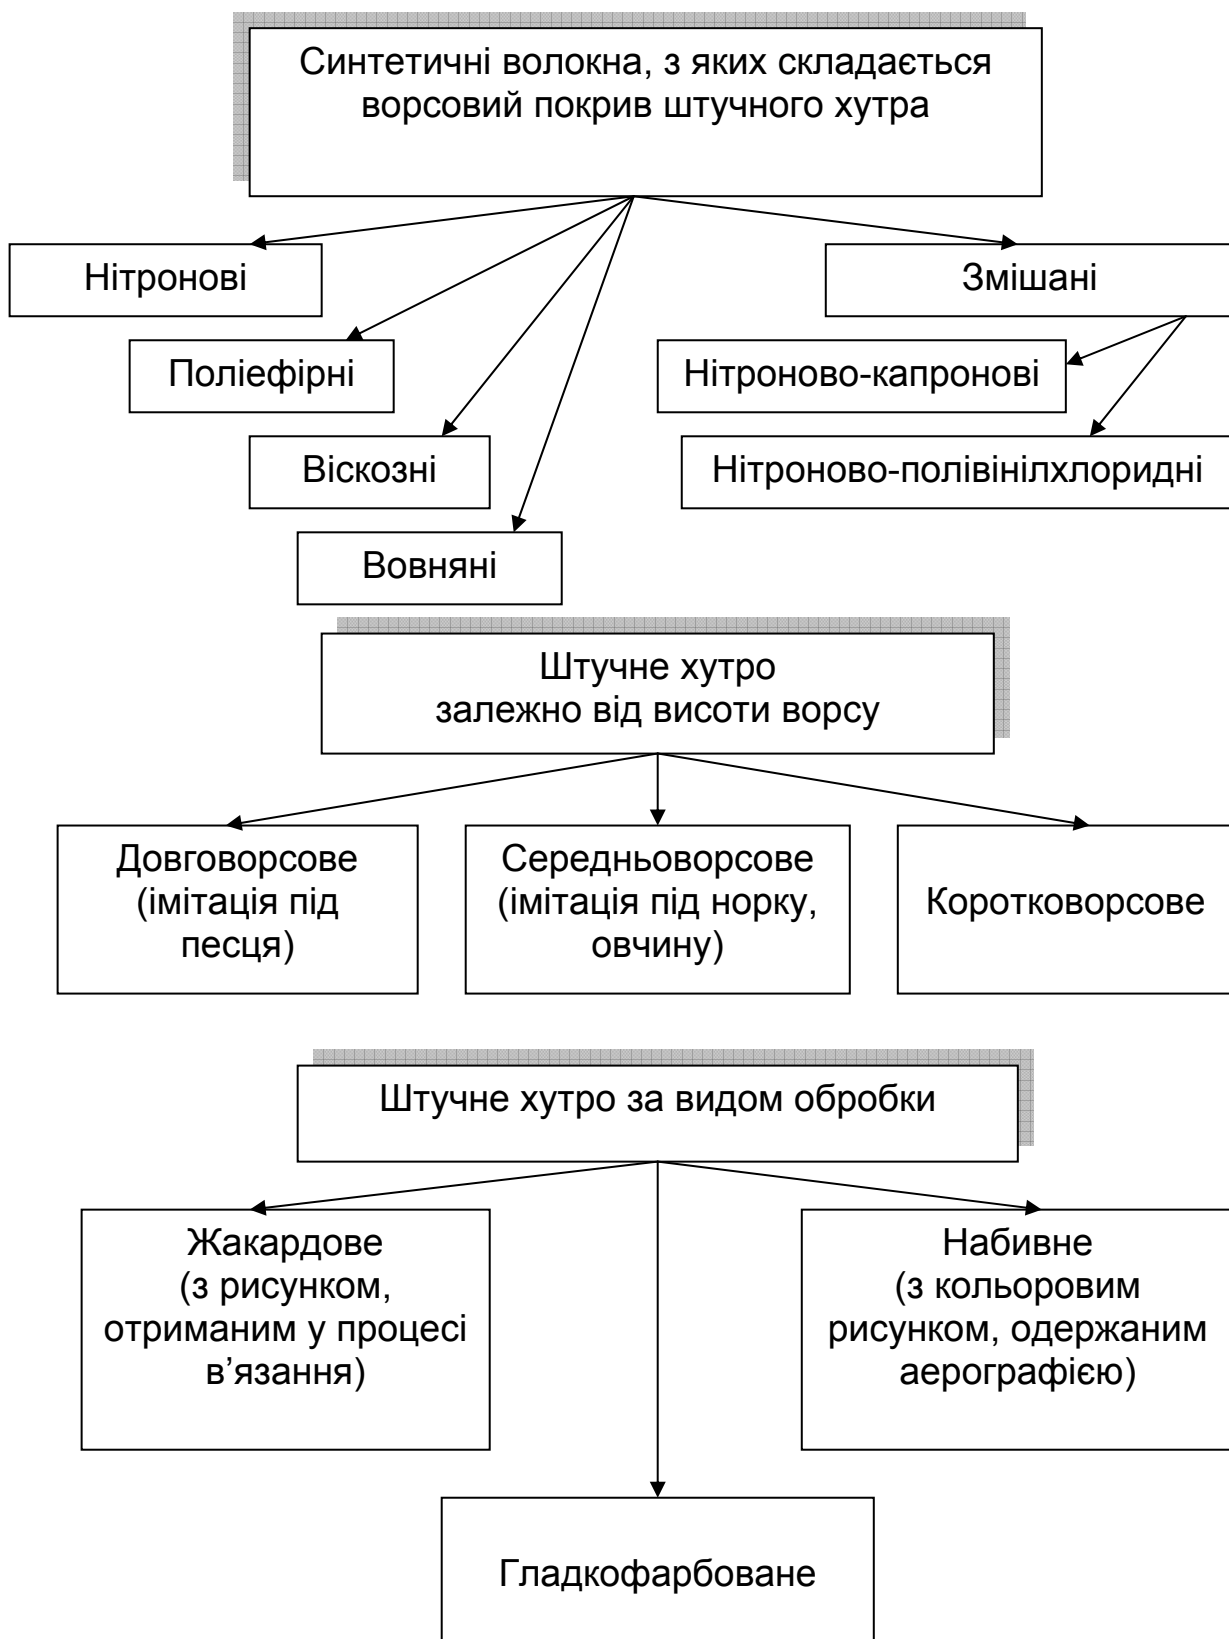 Синтетичні волокна, з яких складається
ворсовий покрив штучного хутра
Нітронові
Змішані
Поліефірні
Нітроново-капронові
Віскозні
Нітроново-полівінілхлоридні
Вовняні
Штучне хутро
залежно від висоти ворсу
Довговорсове
(імітація під
песця)
Середньоворсове
(імітація під норку,
овчину)
Коротковорсове
Штучне хутро за видом обробки
Жакардове
(з рисунком,
отриманим у процесі
в’язання)
Набивне
(з кольоровим
рисунком, одержаним
аерографією)
Гладкофарбоване